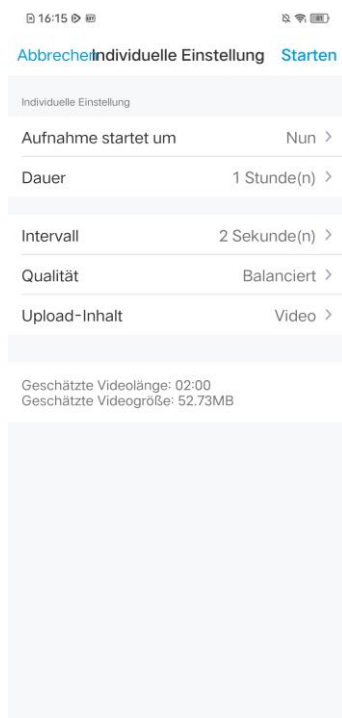 16:15
81
Abbrechen
Individuelle Einstellung
Starten
Individuelle Einstellung
Aufnahme startet um Nun
Dauer 1 Stunde(n)
Intervall 2 Sekunde(n)
Qualität Balanciert
Upload-Inhalt Video
Geschätzte Videolänge: 02:00
Geschätzte Videogröße: 52.73MB